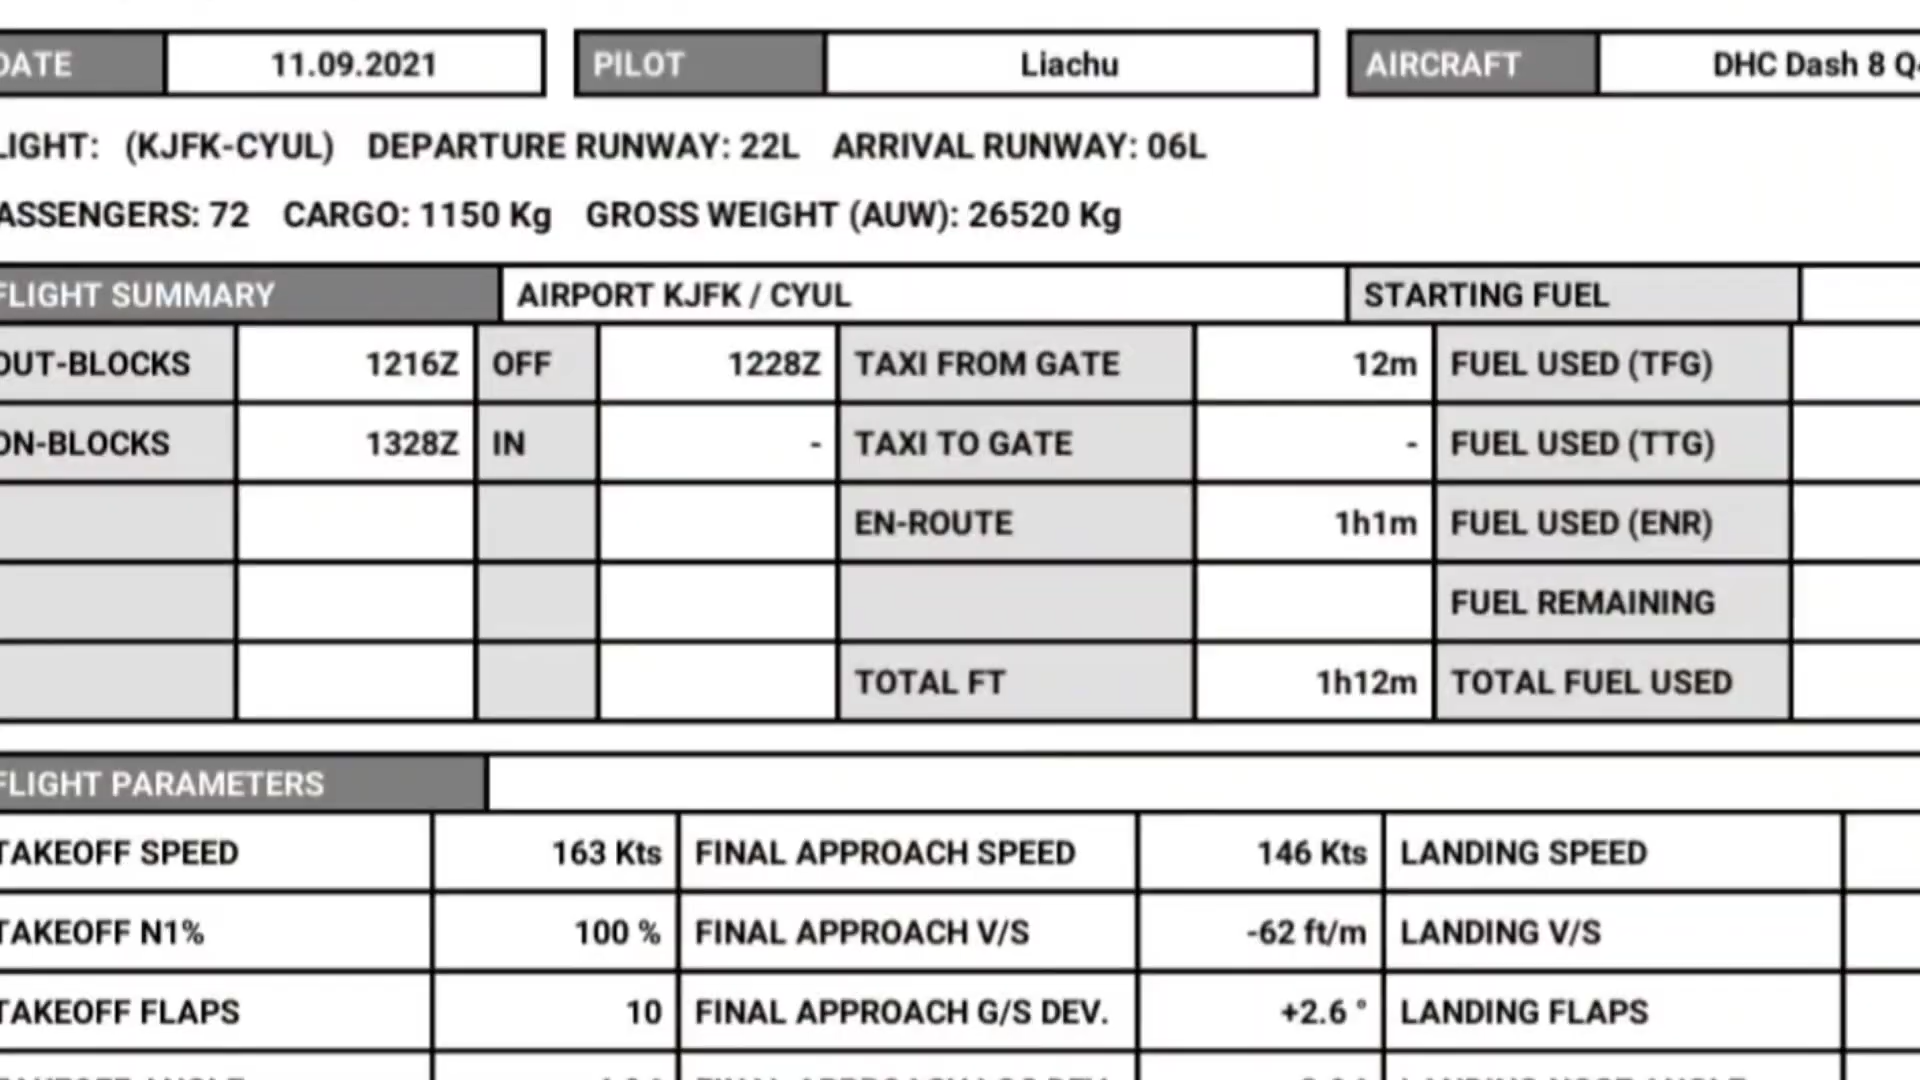 DATE 11.09.2021 PILOT Liachu AIRCRAFT DHC Dash 8
LIGHT: (KJFK-CYUL) DEPARTURE RUNWAY: 22L ARRIVAL RUNWAY: 06L
ASSENGERS: 72 CARGO: 1150 Kg GROSS WEIGHT (AUW): 26520 Kg
FLIGHT SUMMARY AIRPORT KJFK / CYUL STARTING FUEL
OUT-BLOCKS 1216Z OFF 1228Z TAXI FROM GATE 12m FUEL USED (TFG)
ON-BLOCKS 1328Z IN - TAXI TO GATE - FUEL USED (TTG)
EN-ROUTE 1h1m FUEL USED (ENR)
FUEL REMAINING
TOTAL FT 1h12m TOTAL FUEL USED
FLIGHT PARAMETERS
TAKEOFF SPEED 163 Kts FINAL APPROACH SPEED 146 Kts LANDING SPEED
TAKEOFF N1% 100 % FINAL APPROACH V/S -62 ft/m LANDING V/S
TAKEOFF FLAPS 10 FINAL APPROACH G/S DEV. +2.6 ° LANDING FLAPS